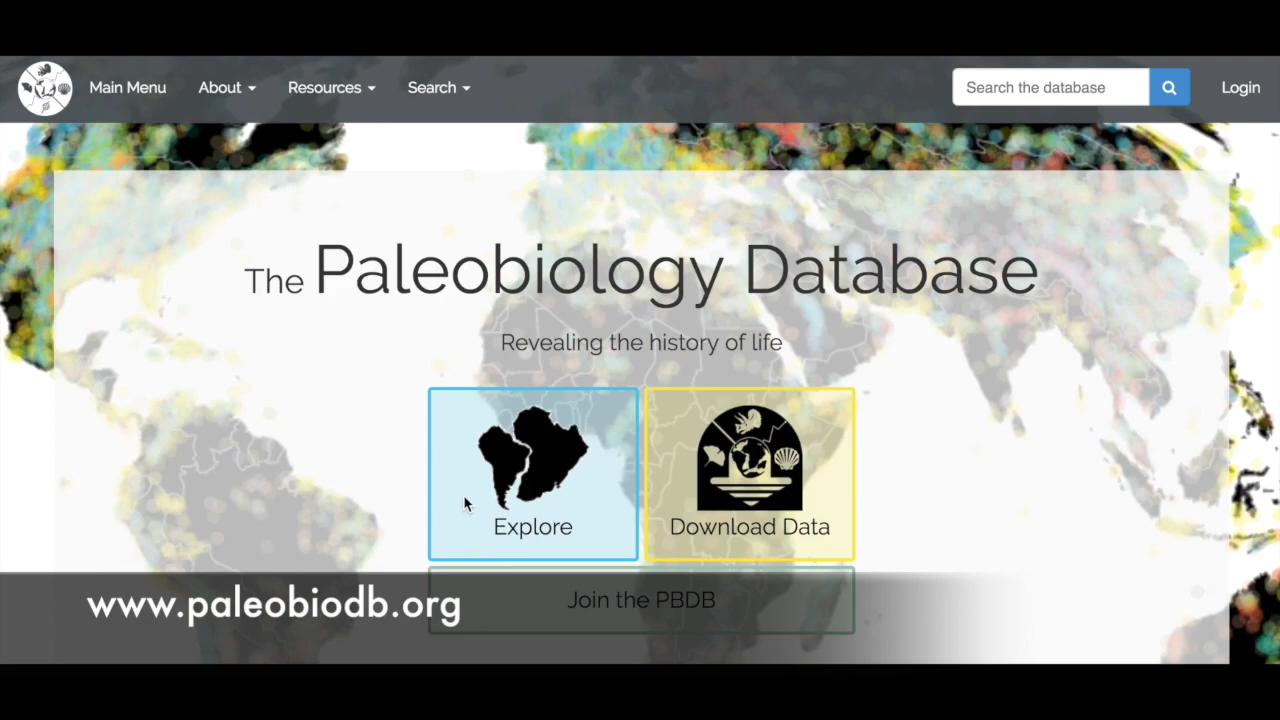 Main Menu About Resources Search Search the database Login
The Paleobiology Database
Revealing the history of life
Explore Download Data
Join the PBDB
www.paleobiodb.org